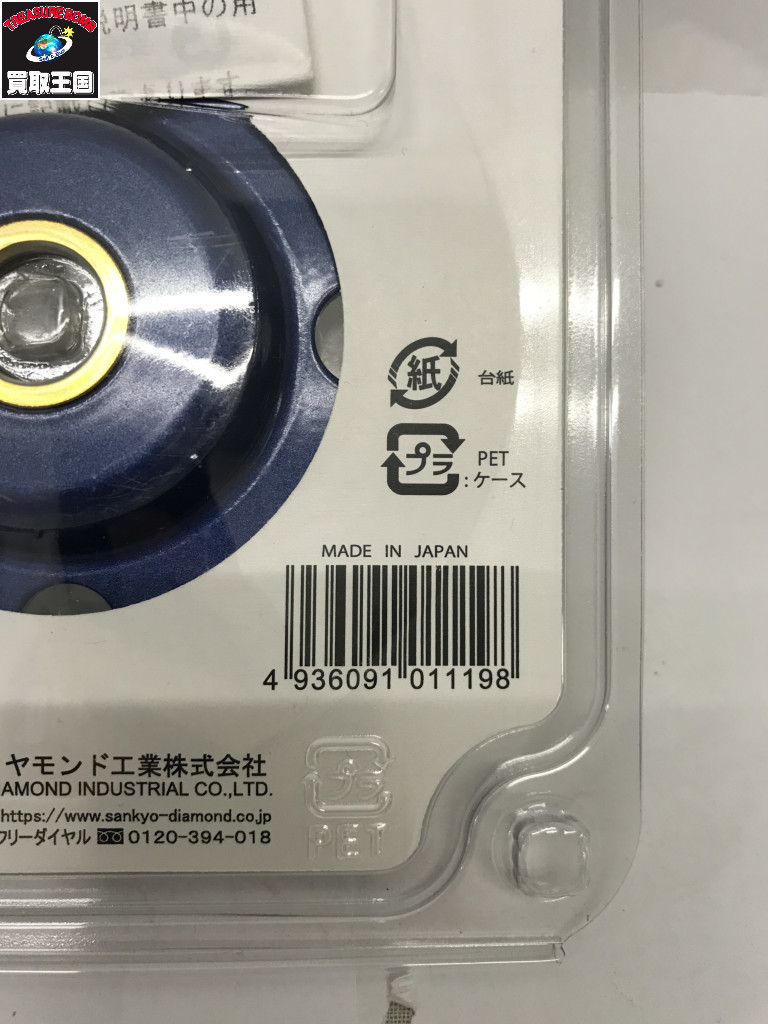 TREASURE BOMB
買取王国
説明書中の用
台紙
紙
プラ
PET
:ケース
MADE IN JAPAN
4 936091 011198
ヤモンド工業株式会社
AMOND INDUSTRIAL CO.,LTD.
https://www.sankyo-diamond.co.jp
フリーダイヤル 0120-394-018
プラ
PET